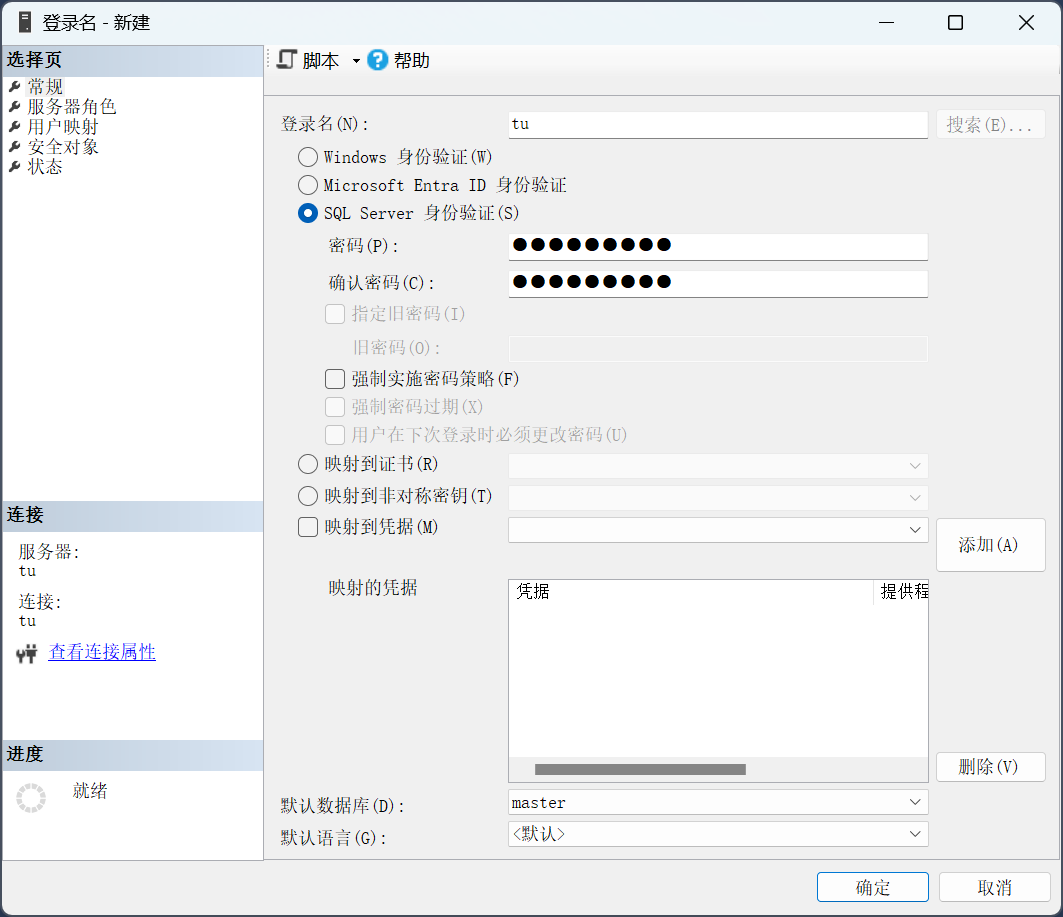 登录名 - 新建
选择页
常规
服务器角色
用户映射
安全对象
状态
连接
服务器:
tu
连接:
tu
查看连接属性
进度
就绪
脚本
帮助
登录名(N):
tu
搜索(E)...
Windows 身份验证(W)
Microsoft Entra ID 身份验证
SQL Server 身份验证(S)
密码(P):
●●●●●●●●●
确认密码(C):
●●●●●●●●●
指定旧密码(I)
旧密码(O):
强制实施密码策略(F)
强制密码过期(X)
用户在下次登录时必须更改密码(U)
映射到证书(R)
映射到非对称密钥(T)
映射到凭据(M)
添加(A)
映射的凭据
凭据 提供程
删除(V)
默认数据库(D):
master
默认语言(G):
<默认>
确定
取消